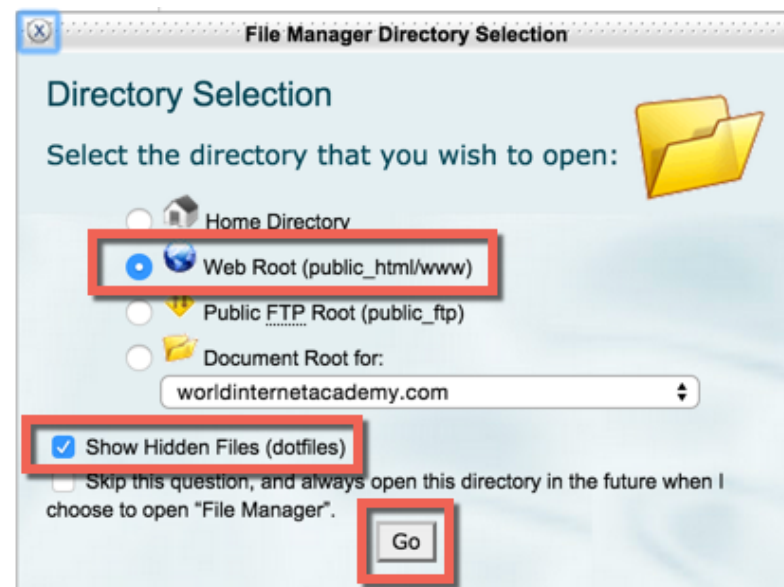 File Manager Directory Selection
Directory Selection
Select the directory that you wish to open:
Home Directory
Web Root (public_html/www)
Public FTP Root (public_ftp)
Document Root for:
worldinternetacademy.com
Show Hidden Files (dotfiles)
Skip this question, and always open this directory in the future when I
choose to open "File Manager".
Go